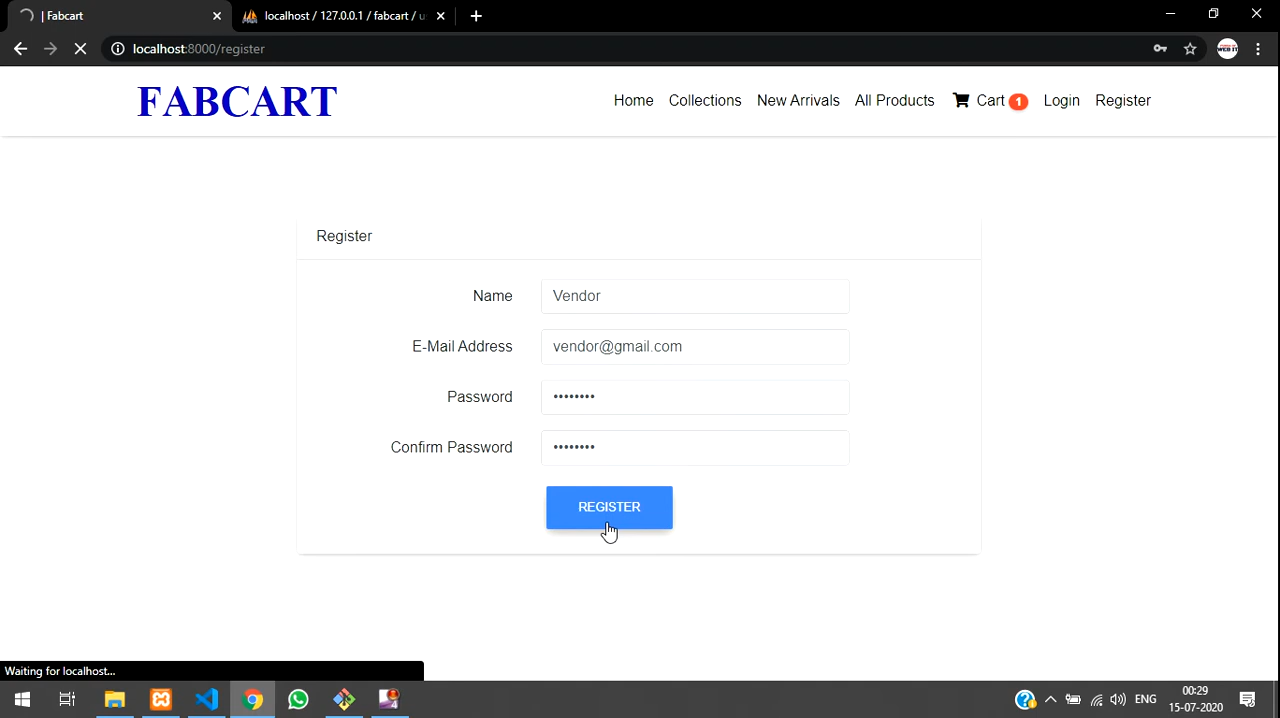 | Fabcart
localhost / 127.0.0.1 / fabcart / u
localhost:8000/register
FABCART
Home Collections New Arrivals All Products Cart 1 Login Register
Register
Name Vendor
E-Mail Address vendor@gmail.com
Password ••••••••
Confirm Password ••••••••
REGISTER
Waiting for localhost...
ENG
00:29
15-07-2020